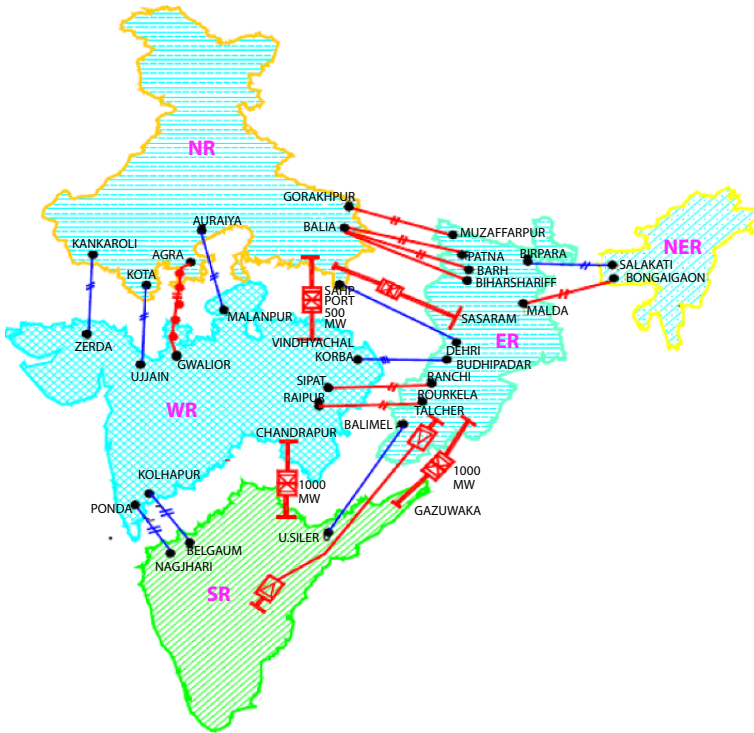 NR
GORAKHPUR
AURAIYA
BALIA
MUZAFFARPUR
KANKAROLI
AGRA
PATNA
BIRPARA
NER
SALAKATI
KOTA
BARH
BONGAIGAON
BIHARSHARIFF
SAHP
PORT
500
MW
MALANPUR
SASARAM
MALDA
ER
VINDHYACHAL
ZERDA
GWALIOR
KORBA
DEHRI
BUDHIPADAR
UJJAIN
SIPAT
RANCHI
RAIPUR
ROURKELA
WR
TALCHER
CHANDRAPUR
BALIMEL
KOLHAPUR
1000
MW
1000
MW
PONDA
GAZUWAKA
U.SILER
BELGAUM
NAGJHARI
SR